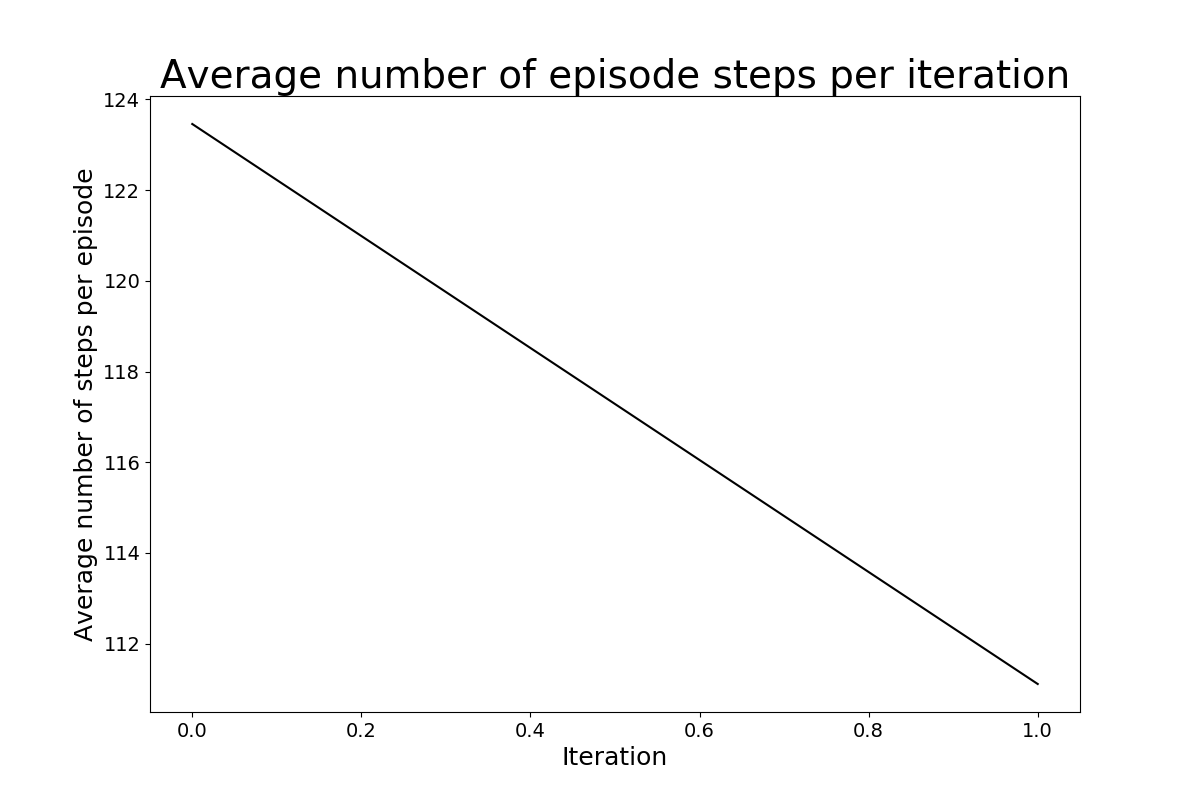 Average number of episode steps per iteration
Average number of steps per episode
124
122
120
118
116
114
112
0.0 0.2 0.4 0.6 0.8 1.0
Iteration